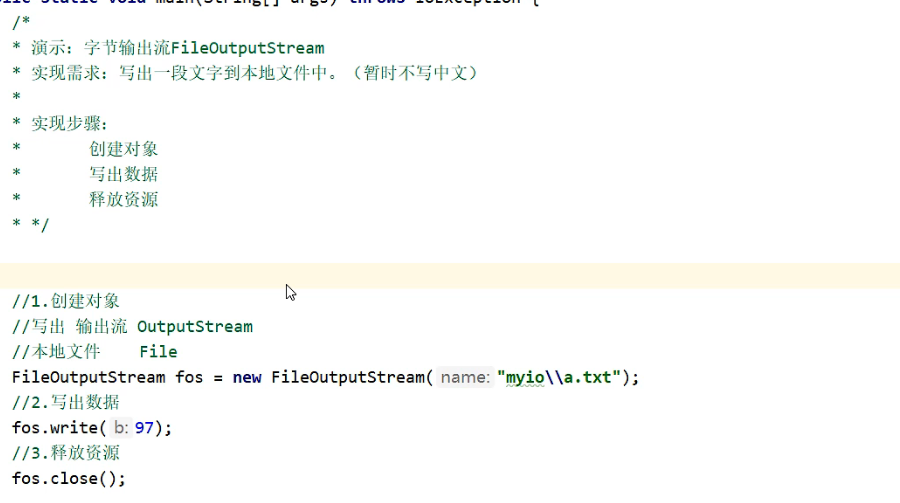 public static void main(String[] args) throws IOException {
/*
* 演示：字节输出流FileOutputStream
* 实现需求：写出一段文字到本地文件中。（暂时不写中文）
*
* 实现步骤：
*       创建对象
*       写出数据
*       释放资源
* */
//1.创建对象
//写出 输出流 OutputStream
//本地文件    File
FileOutputStream fos = new FileOutputStream( name: "myio\\a.txt");
//2.写出数据
fos.write( b: 97);
//3.释放资源
fos.close();